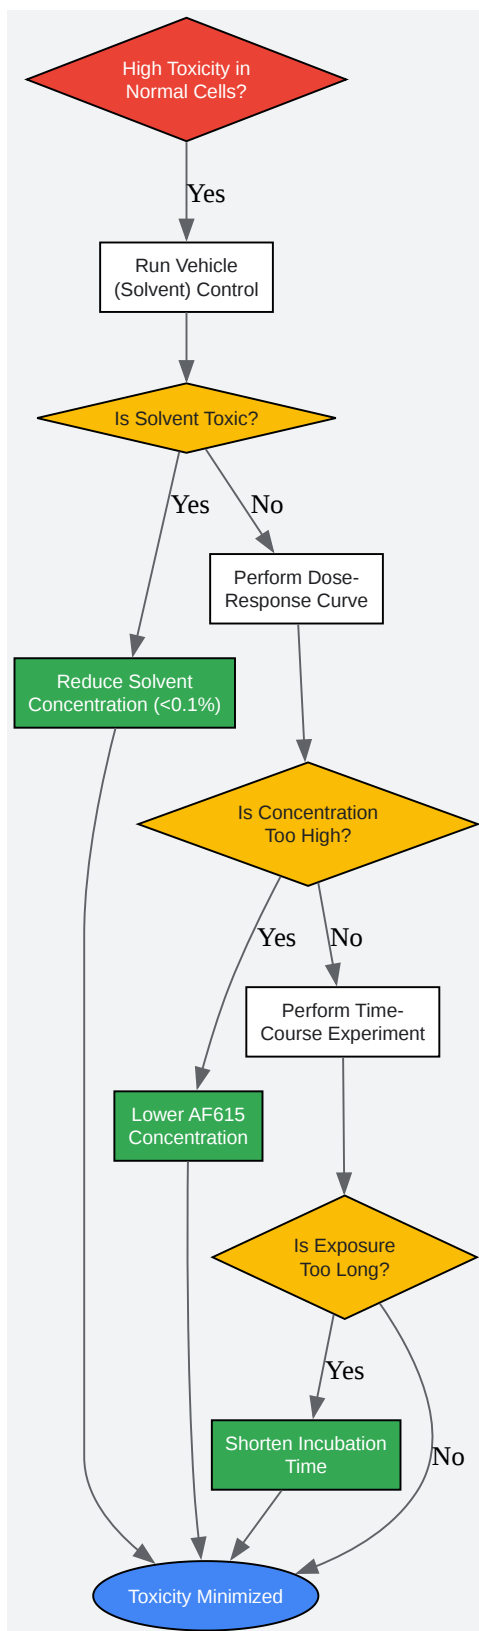 High Toxicity in
Normal Cells?
Yes
Run Vehicle
(Solvent) Control
Is Solvent Toxic?
Yes
No
Perform Dose-
Response Curve
Reduce Solvent
Concentration (<0.1%)
Is Concentration
Too High?
Yes
No
Perform Time-
Course Experiment
Lower AF615
Concentration
Is Exposure
Too Long?
Yes
Shorten Incubation
Time
No
Toxicity Minimized